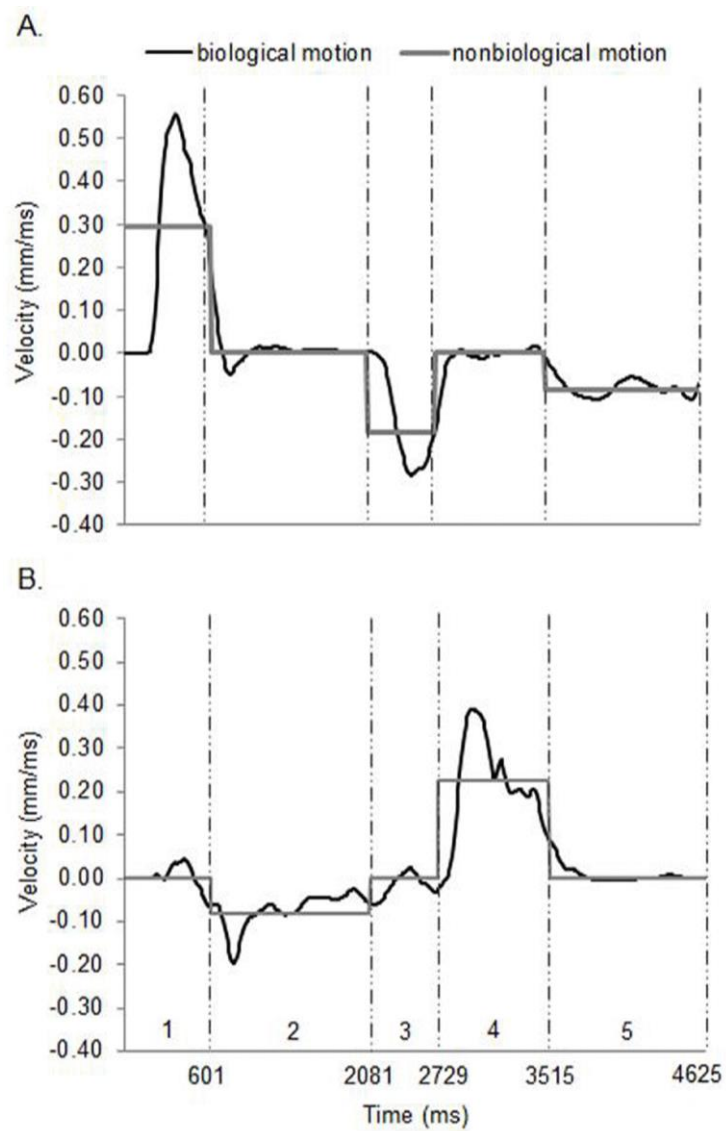 A.
biological motion nonbiological motion
0.60
0.50
0.40
0.30
0.20
0.10
0.00
-0.10
-0.20
-0.30
-0.40
Velocity (mm/ms)
B.
0.60
0.50
0.40
0.30
0.20
0.10
0.00
-0.10
-0.20
-0.30
-0.40
Velocity (mm/ms)
1 2 3 4 5
601 2081 2729 3515 4625
Time (ms)